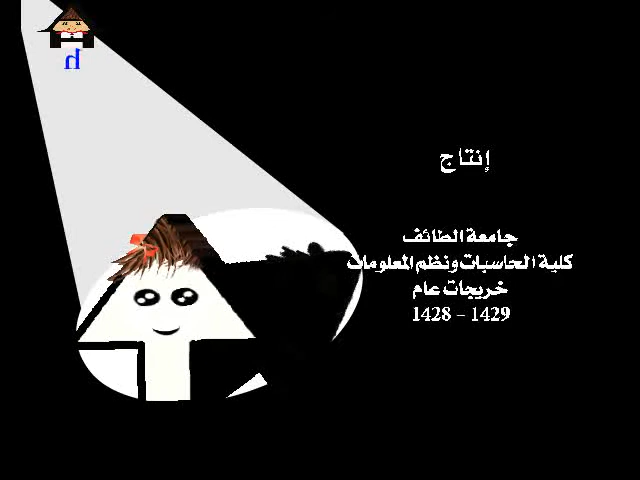 h
إنتاج
جامعة الطائف
كلية الحاسبات ونظم المعلومات
خريجات عام
1428 - 1429